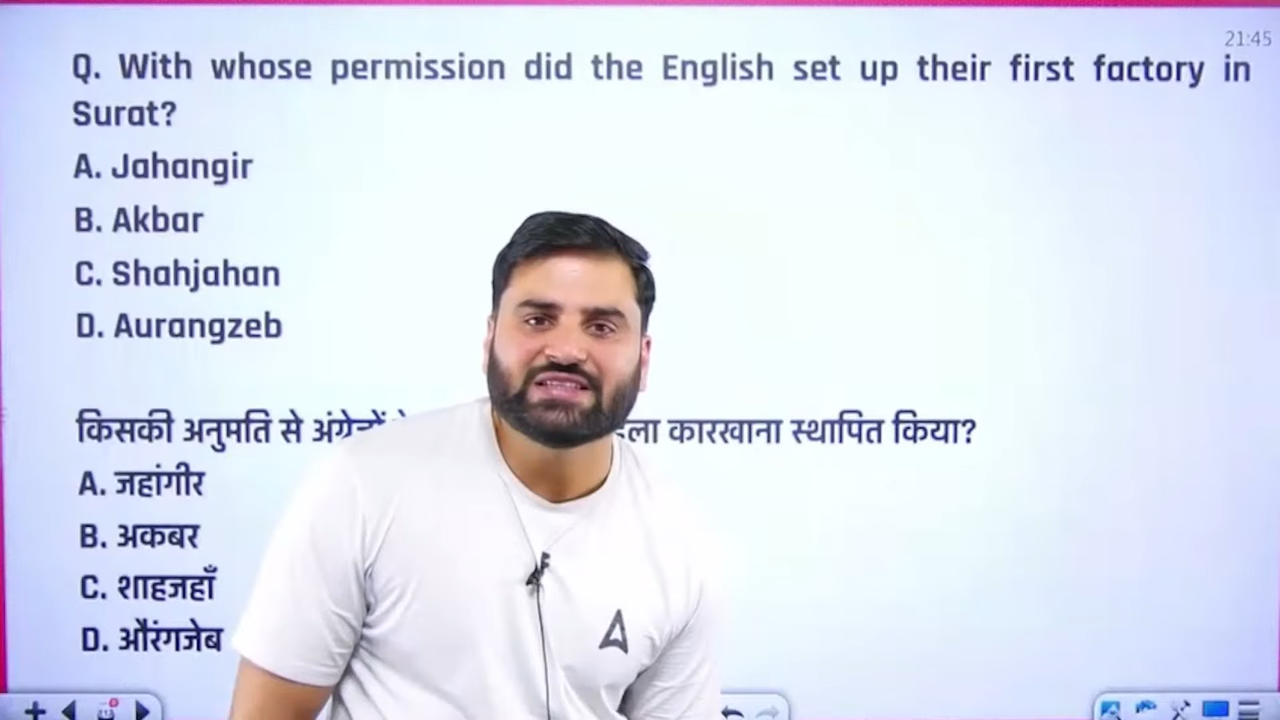 21:45
Q. With whose permission did the English set up their first factory in
Surat?
A. Jahangir
B. Akbar
C. Shahjahan
D. Aurangzeb
किसकी अनुमति से कारखाना स्थापित किया?
A. जहांगीर
B. अकबर
C. शाहजहाँ
D. औरंगजेब